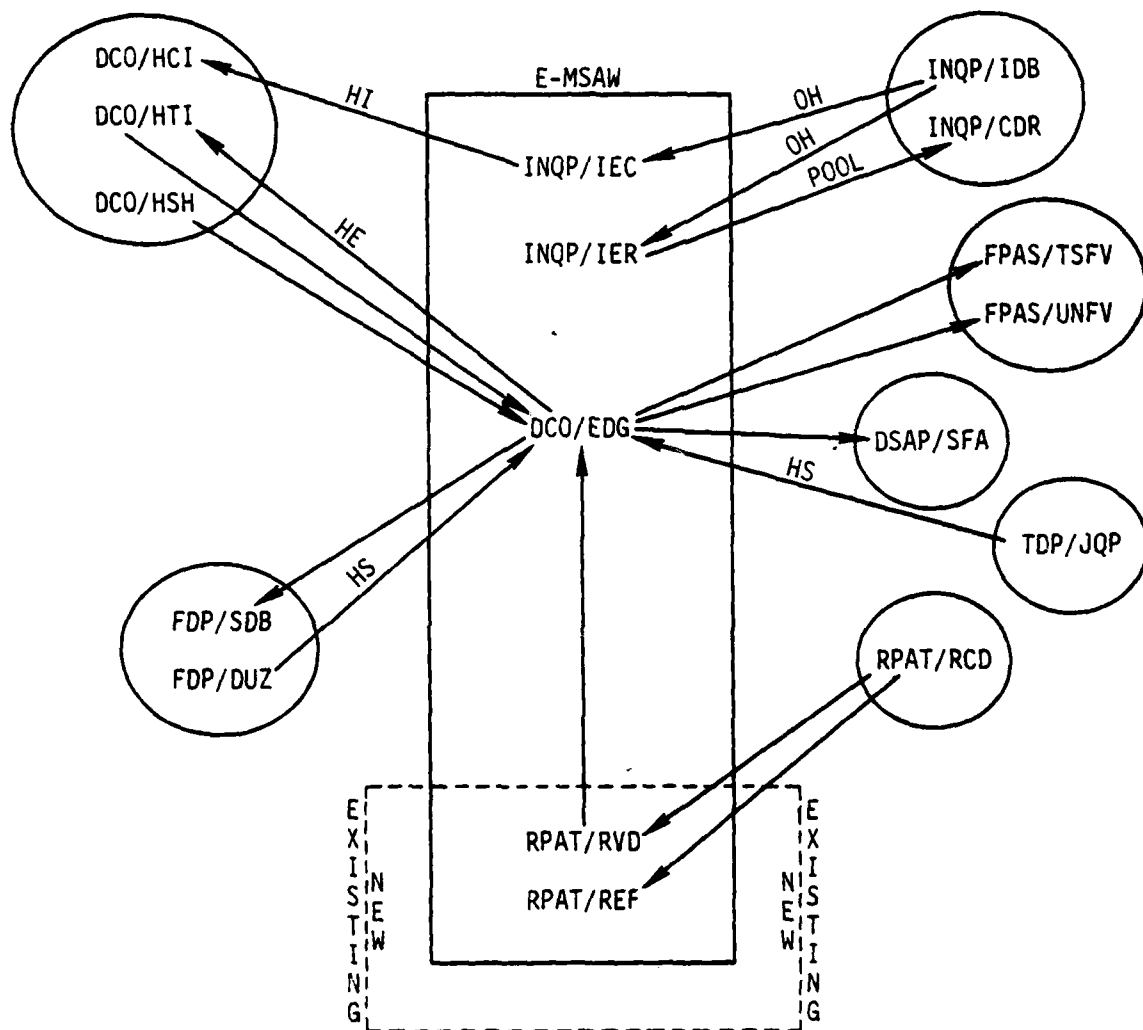 E-MSAW
DCO/HCI
DCO/HTI
DCO/HSH
HI
HE
INQP/IEC
INQP/IER
OH
OH
POOL
INQP/IDB
INQP/CDR
FPAS/TSFV
FPAS/UNFV
DCO/EDG
DSAP/SFA
HS
TDP/JQP
HS
FDP/SDB
FDP/DUZ
RPAT/RCD
EXISTING
NEW
RPAT/RVD
RPAT/REF
NEW
EXISTING